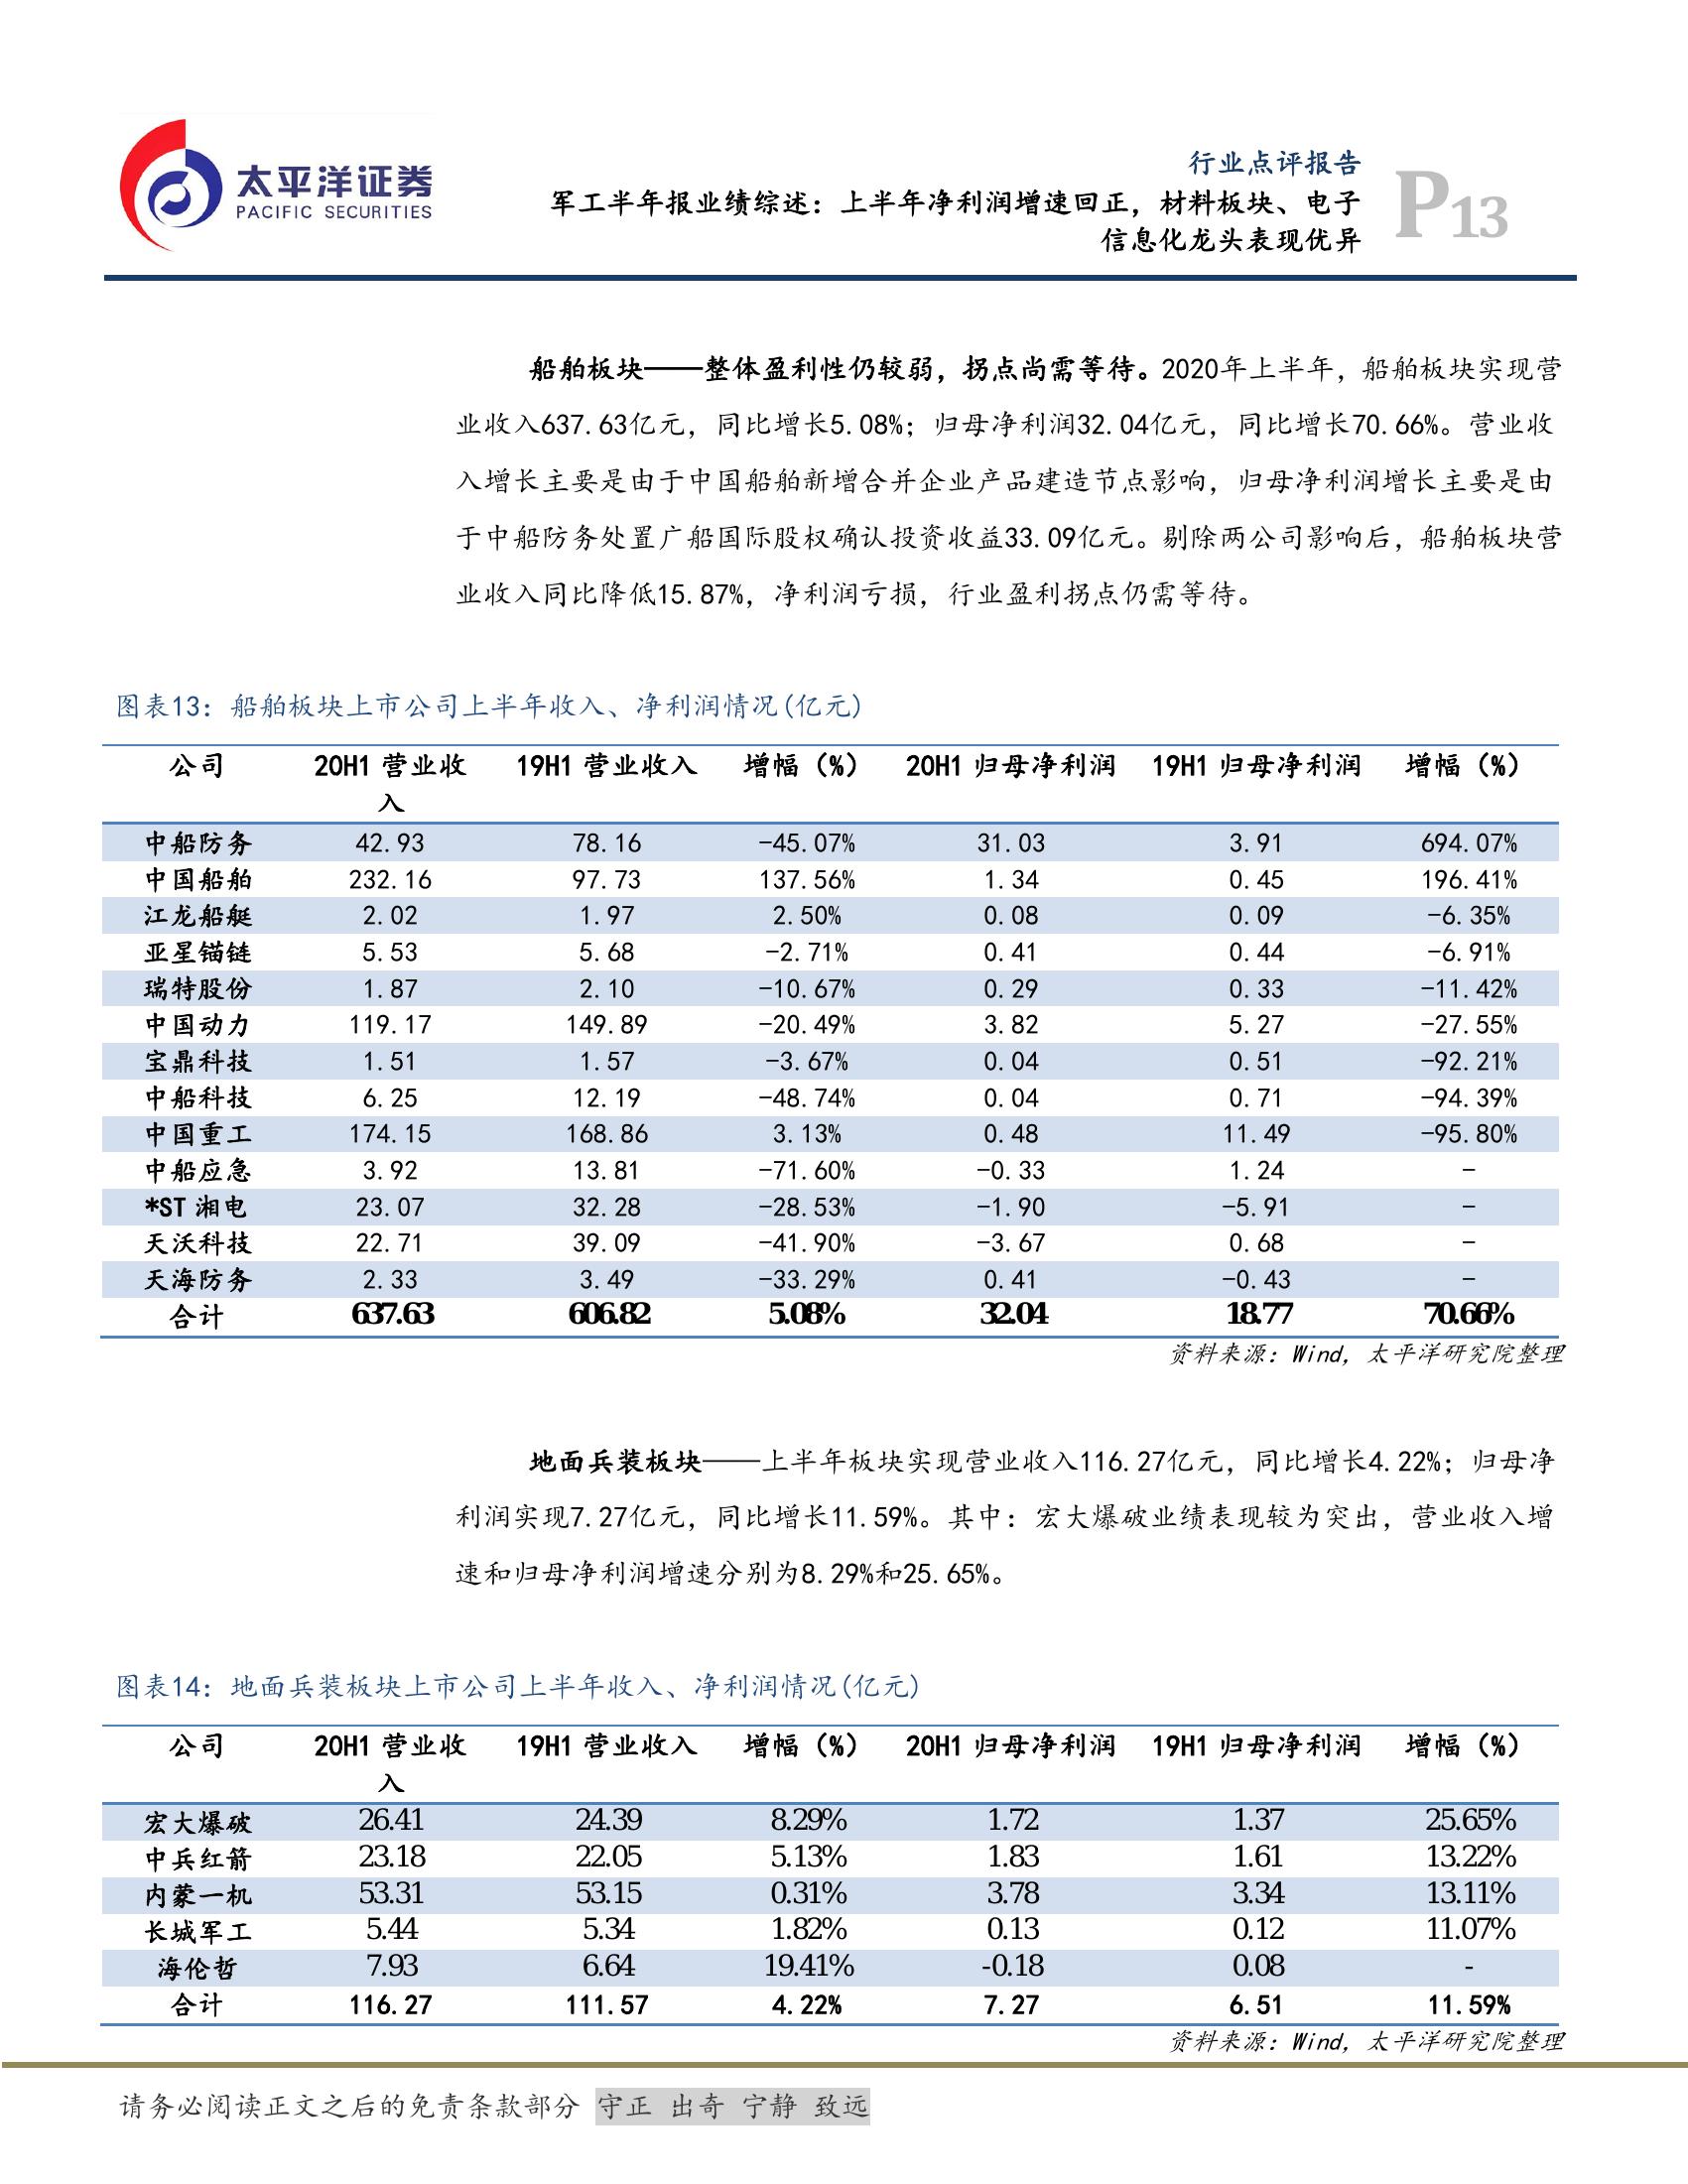 太平洋证券
PACIFIC SECURITIES
行业点评报告
军工半年报业绩综述：上半年净利润增速回正，材料板块、电子
信息化龙头表现优异
P13
船舶板块——整体盈利性仍较弱，拐点尚需等待。2020年上半年，船舶板块实现营
业收入637.63亿元，同比增长5.08%；归母净利润32.04亿元，同比增长70.66%。营业收
入增长主要是由于中国船舶新增合并企业产品建造节点影响，归母净利润增长主要是由
于中船防务处置广船国际股权确认投资收益33.09亿元。剔除两公司影响后，船舶板块营
业收入同比降低15.87%，净利润亏损，行业盈利拐点仍需等待。
图表13：船舶板块上市公司上半年收入、净利润情况(亿元)
公司 20H1 营业收 19H1 营业收入 增幅（%） 20H1 归母净利润 19H1 归母净利润 增幅（%）
入
中船防务 42.93 78.16 -45.07% 31.03 3.91 694.07%
中国船舶 232.16 97.73 137.56% 1.34 0.45 196.41%
江龙船艇 2.02 1.97 2.50% 0.08 0.09 -6.35%
亚星锚链 5.53 5.68 -2.71% 0.41 0.44 -6.91%
瑞特股份 1.87 2.10 -10.67% 0.29 0.33 -11.42%
中国动力 119.17 149.89 -20.49% 3.82 5.27 -27.55%
宝鼎科技 1.51 1.57 -3.67% 0.04 0.51 -92.21%
中船科技 6.25 12.19 -48.74% 0.04 0.71 -94.39%
中国重工 174.15 168.86 3.13% 0.48 11.49 -95.80%
中船应急 3.92 13.81 -71.60% -0.33 1.24 -
*ST 湘电 23.07 32.28 -28.53% -1.90 -5.91 -
天沃科技 22.71 39.09 -41.90% -3.67 0.68 -
天海防务 2.33 3.49 -33.29% 0.41 -0.43 -
合计 637.63 606.82 5.08% 32.04 18.77 70.66%
资料来源：Wind，太平洋研究院整理
地面兵装板块——上半年板块实现营业收入116.27亿元，同比增长4.22%；归母净
利润实现7.27亿元，同比增长11.59%。其中：宏大爆破业绩表现较为突出，营业收入增
速和归母净利润增速分别为8.29%和25.65%。
图表14：地面兵装板块上市公司上半年收入、净利润情况(亿元)
公司 20H1 营业收 19H1 营业收入 增幅（%） 20H1 归母净利润 19H1 归母净利润 增幅（%）
入
宏大爆破 26.41 24.39 8.29% 1.72 1.37 25.65%
中兵红箭 23.18 22.05 5.13% 1.83 1.61 13.22%
内蒙一机 53.31 53.15 0.31% 3.78 3.34 13.11%
长城军工 5.44 5.34 1.82% 0.13 0.12 11.07%
海伦哲 7.93 6.64 19.41% -0.18 0.08 -
合计 116.27 111.57 4.22% 7.27 6.51 11.59%
资料来源：Wind，太平洋研究院整理
请务必阅读正文之后的免责条款部分 守正 出奇 宁静 致远